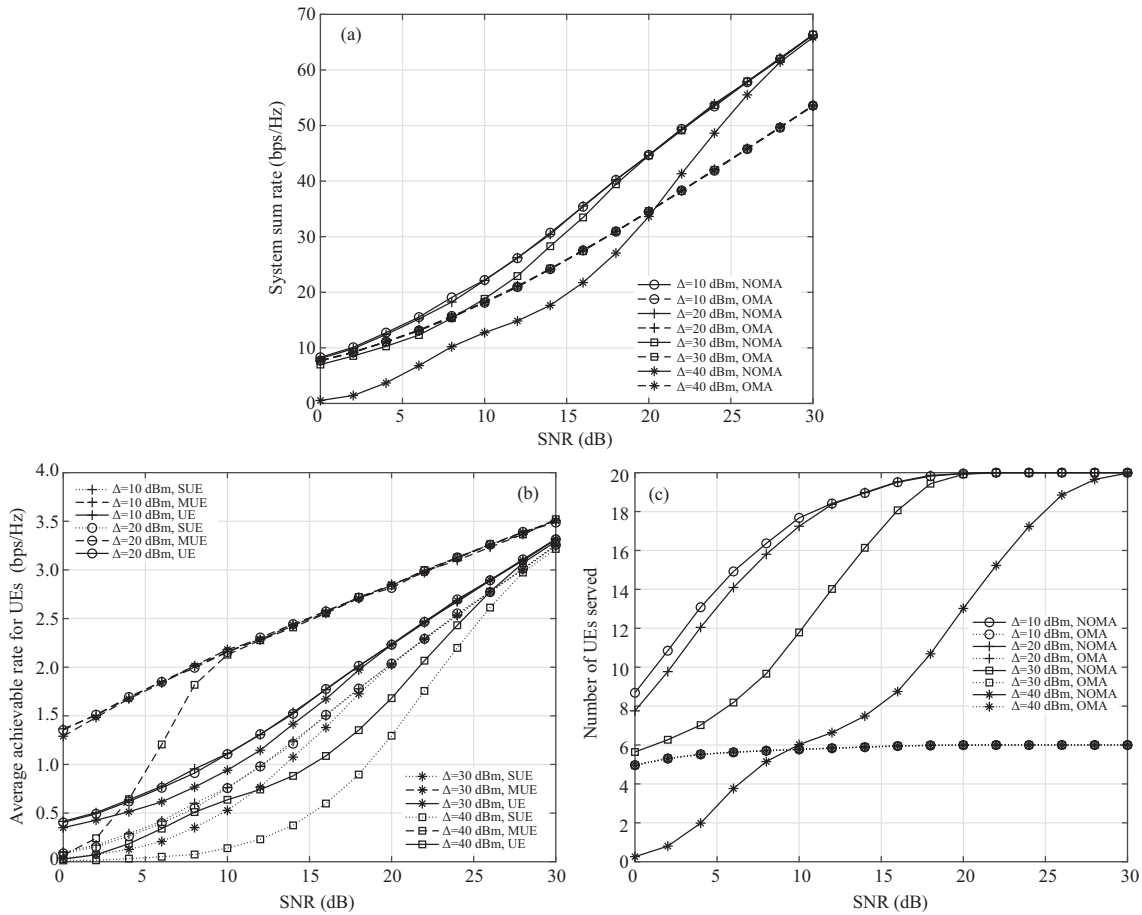 (a)
70
60
50
40
30
20
10
0
System sum rate (bps/Hz)
Δ=10 dBm, NOMA
Δ=10 dBm, OMA
Δ=20 dBm, NOMA
Δ=20 dBm, OMA
Δ=30 dBm, NOMA
Δ=30 dBm, OMA
Δ=40 dBm, NOMA
Δ=40 dBm, OMA
0 5 10 15 20 25 30
SNR (dB)
(b)
4.0
3.5
3.0
2.5
2.0
1.5
1.0
0.5
0
Average achievable rate for UEs (bps/Hz)
Δ=10 dBm, SUE
Δ=10 dBm, MUE
Δ=10 dBm, UE
Δ=20 dBm, SUE
Δ=20 dBm, MUE
Δ=20 dBm, UE
Δ=30 dBm, SUE
Δ=30 dBm, MUE
Δ=30 dBm, UE
Δ=40 dBm, SUE
Δ=40 dBm, MUE
Δ=40 dBm, UE
0 5 10 15 20 25 30
SNR (dB)
(c)
20
18
16
14
12
10
8
6
4
2
0
Number of UEs served
Δ=10 dBm, NOMA
Δ=10 dBm, OMA
Δ=20 dBm, NOMA
Δ=20 dBm, OMA
Δ=30 dBm, NOMA
Δ=30 dBm, OMA
Δ=40 dBm, NOMA
Δ=40 dBm, OMA
0 5 10 15 20 25 30
SNR (dB)